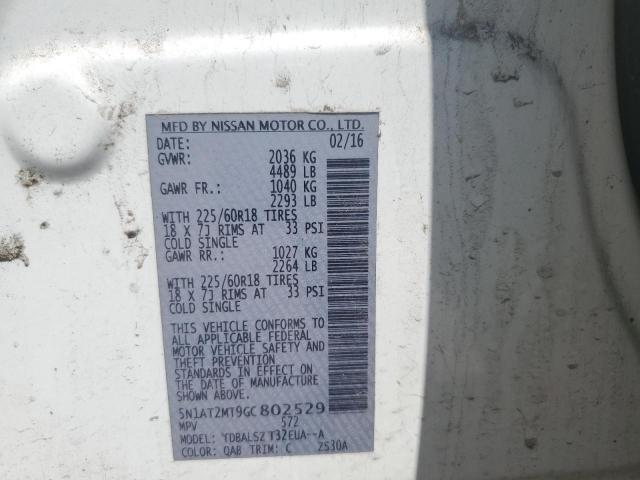 MFD BY NISSAN MOTOR CO., LTD.
DATE: 02/16
GVWR: 2036 KG
4489 LB
GAWR FR.: 1040 KG
2293 LB
WITH 225/60R18 TIRES
18 X 7J RIMS AT 33 PSI
COLD SINGLE
GAWR RR.: 1027 KG
2264 LB
WITH 225/60R18 TIRES
18 X 7J RIMS AT 33 PSI
COLD SINGLE
THIS VEHICLE CONFORMS TO
ALL APPLICABLE FEDERAL
MOTOR VEHICLE SAFETY AND
THEFT PREVENTION
STANDARDS IN EFFECT ON
THE DATE OF MANUFACTURE
SHOWN ABOVE.
5N1AT2MT9GC802529
MPV 572
MODEL: TDBALSZ T32EUA--A
COLOR: QAB TRIM: C 2530A